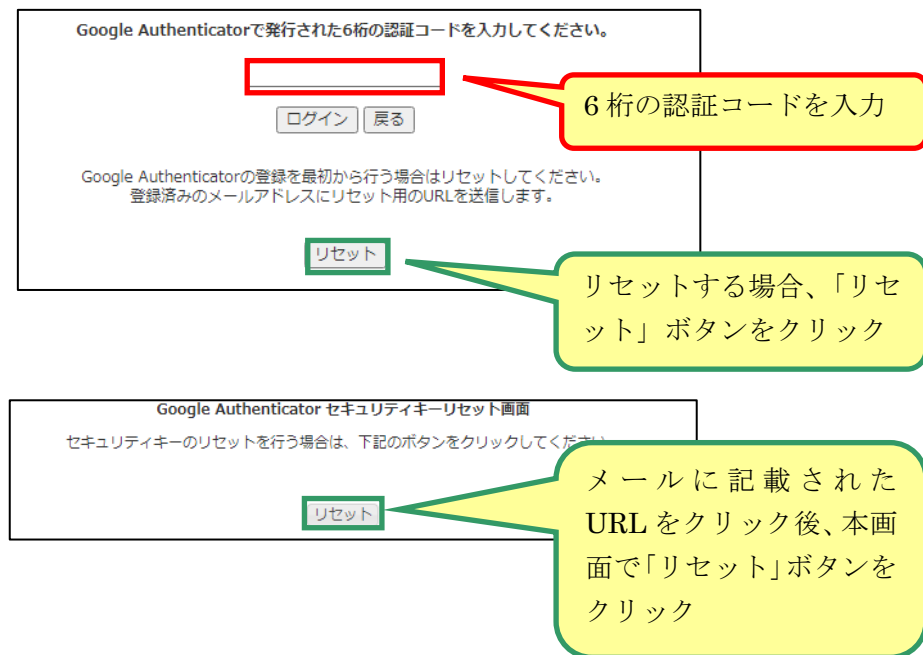 Google Authenticatorで発行された6桁の認証コードを入力してください。
6 桁の認証コードを入力
ログイン 戻る
Google Authenticatorの登録を最初から行う場合はリセットしてください。
登録済みのメールアドレスにリセット用のURLを送信します。
リセット
リセットする場合、「リセ
ット」ボタンをクリック
Google Authenticator セキュリティキーリセット画面
セキュリティキーのリセットを行う場合は、下記のボタンをクリックしてください
リセット
メールに記載された
URL をクリック後、本画
面で「リセット」ボタンを
クリック